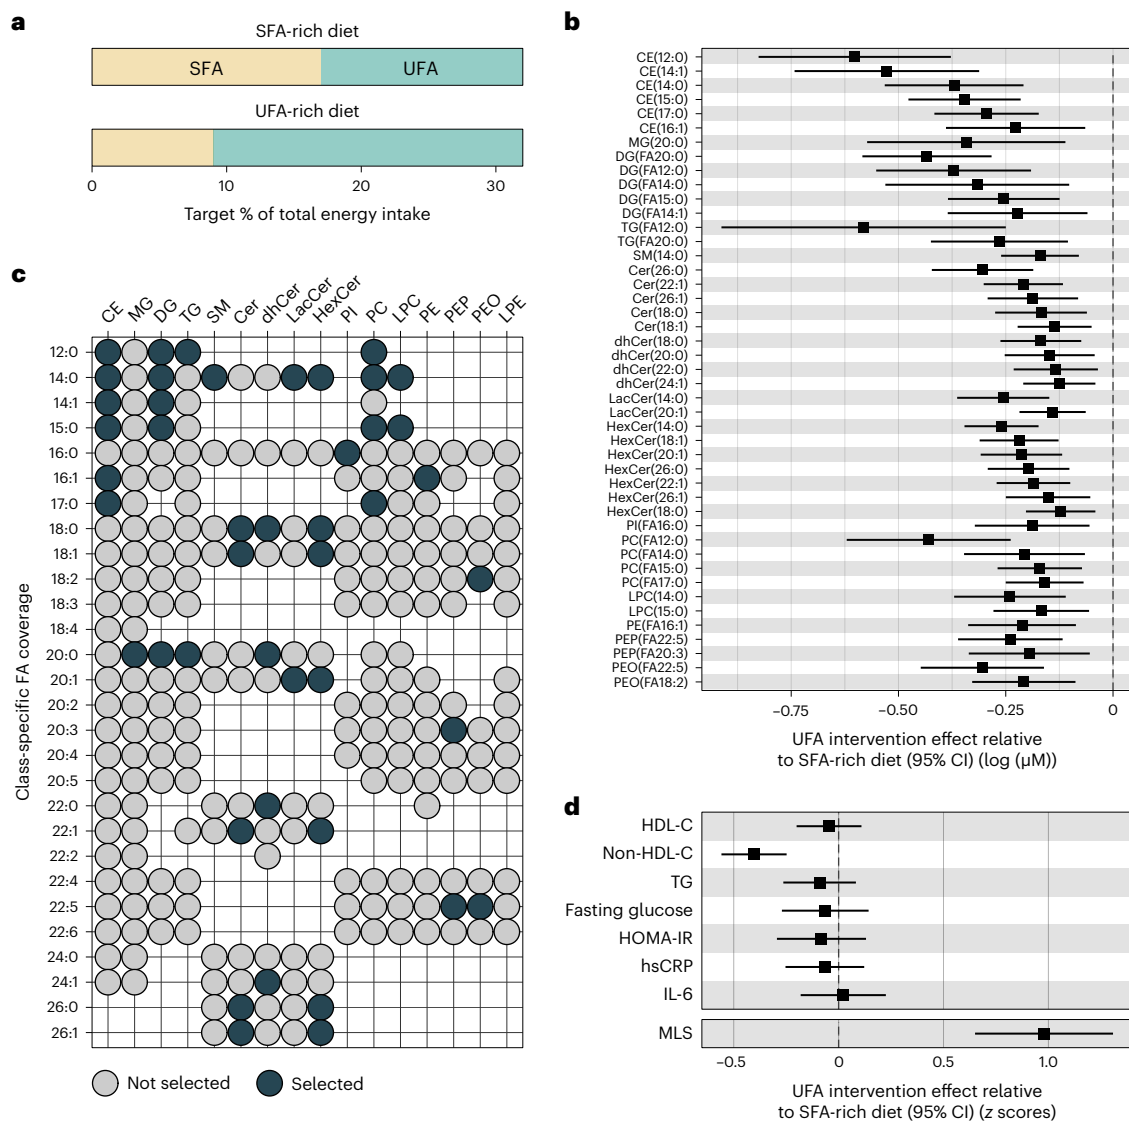 a
SFA-rich diet
SFA
UFA
UFA-rich diet
0
10
20
30
Target % of total energy intake
b
CE(12:0)
CE(14:1)
CE(14:0)
CE(15:0)
CE(17:0)
CE(16:1)
MG(20:0)
DG(FA20:0)
DG(FA12:0)
DG(FA14:0)
DG(FA15:0)
DG(FA14:1)
TG(FA12:0)
TG(FA20:0)
SM(14:0)
Cer(26:0)
Cer(22:1)
Cer(26:1)
Cer(18:0)
Cer(18:1)
dhCer(18:0)
dhCer(20:0)
dhCer(22:0)
dhCer(24:1)
LacCer(14:0)
LacCer(20:1)
HexCer(14:0)
HexCer(18:1)
HexCer(20:1)
HexCer(26:0)
HexCer(22:1)
HexCer(26:1)
HexCer(18:0)
PI(FA16:0)
PC(FA12:0)
PC(FA14:0)
PC(FA15:0)
PC(FA17:0)
LPC(14:0)
LPC(15:0)
PE(FA16:1)
PEP(FA22:5)
PEP(FA20:3)
PEO(FA22:5)
PEO(FA18:2)
−0.75
−0.50
−0.25
0
UFA intervention effect relative
to SFA-rich diet (95% CI) (log (µM))
c
CE
MG
DG
TG
SM
Cer
dhCer
LacCer
HexCer
PI
PC
LPC
PE
PEP
PEO
LPE
Class-specific FA coverage
12:0
14:0
14:1
15:0
16:0
16:1
17:0
18:0
18:1
18:2
18:3
18:4
20:0
20:1
20:2
20:3
20:4
20:5
22:0
22:1
22:2
22:4
22:5
22:6
24:0
24:1
26:0
26:1
Not selected
Selected
d
HDL-C
Non-HDL-C
TG
Fasting glucose
HOMA-IR
hsCRP
IL-6
MLS
−0.5
0
0.5
1.0
UFA intervention effect relative
to SFA-rich diet (95% CI) (z scores)